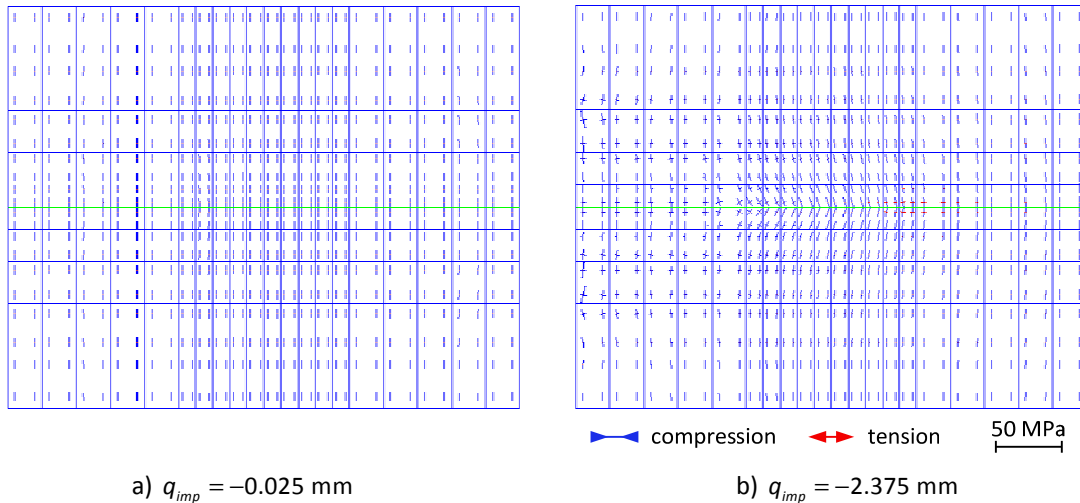 compression
tension
50 MPa
a) q_imp = −0.025 mm
b) q_imp = −2.375 mm